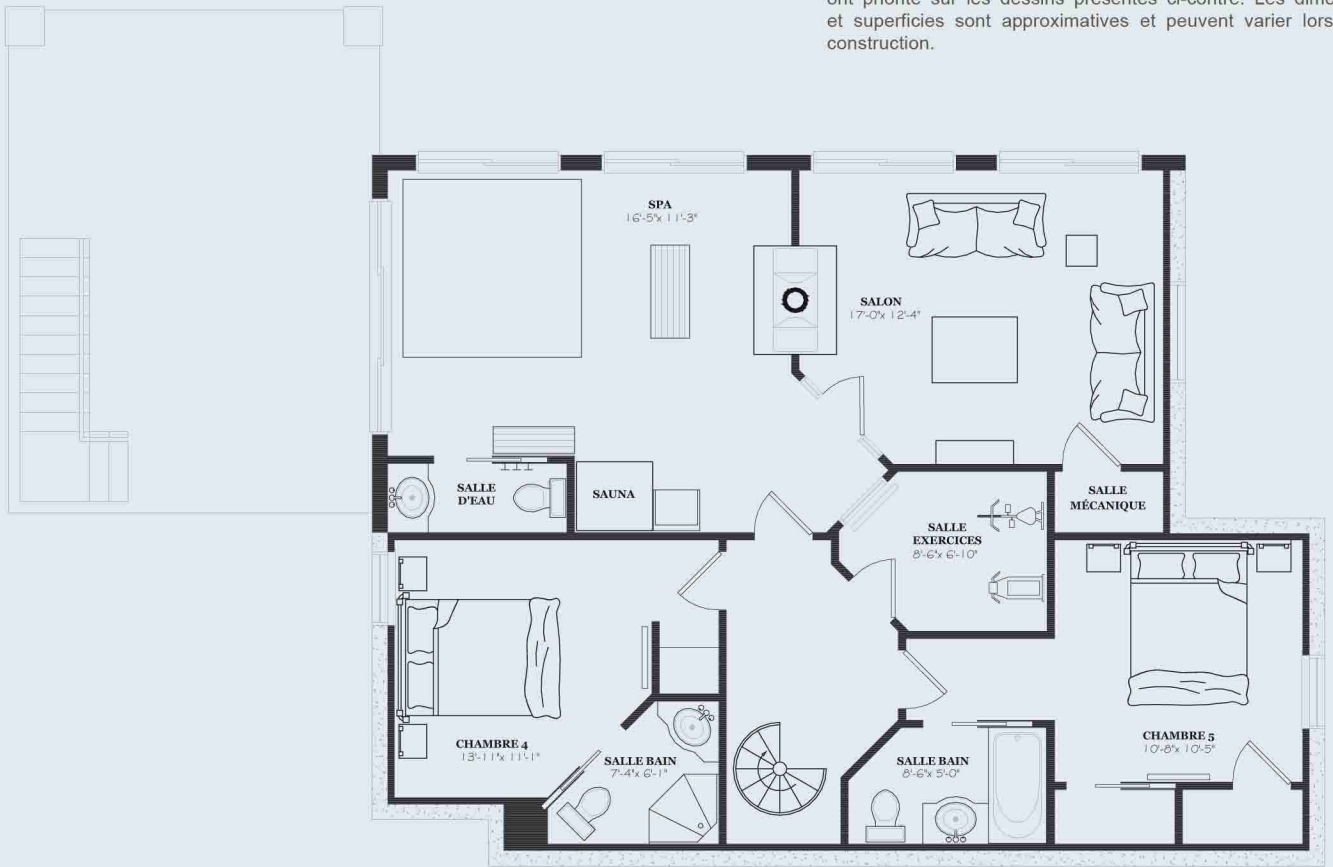 ont priorité sur les dessins présentés ci-contre. Les dime
et superficies sont approximatives et peuvent varier lors
construction.
SPA
16'-5"x 11'-3"
SALON
17'-0"x 12'-4"
SALLE
D'EAU
SAUNA
SALLE
MÉCANIQUE
SALLE
EXERCICES
8'-6"x 6'-10"
CHAMBRE 4
13'-11"x 11'-1"
SALLE BAIN
7'-4"x 6'-1"
SALLE BAIN
8'-6"x 5'-0"
CHAMBRE 5
10'-8"x 10'-5"